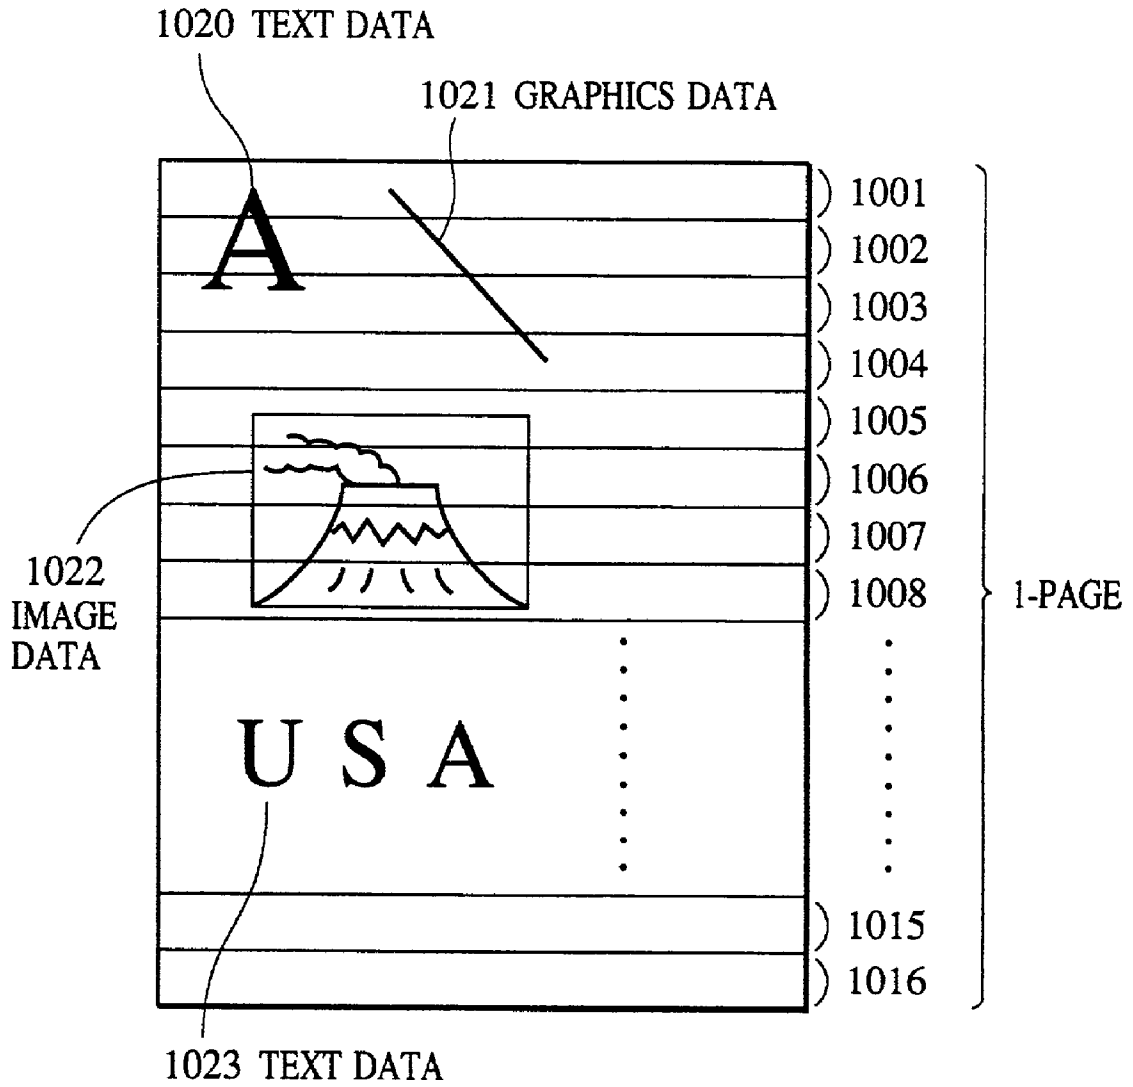 1020 TEXT DATA
1021 GRAPHICS DATA
A
1001
1002
1003
1004
1005
1006
1007
1008
1022
IMAGE
DATA
1-PAGE
U S A
1015
1016
1023 TEXT DATA